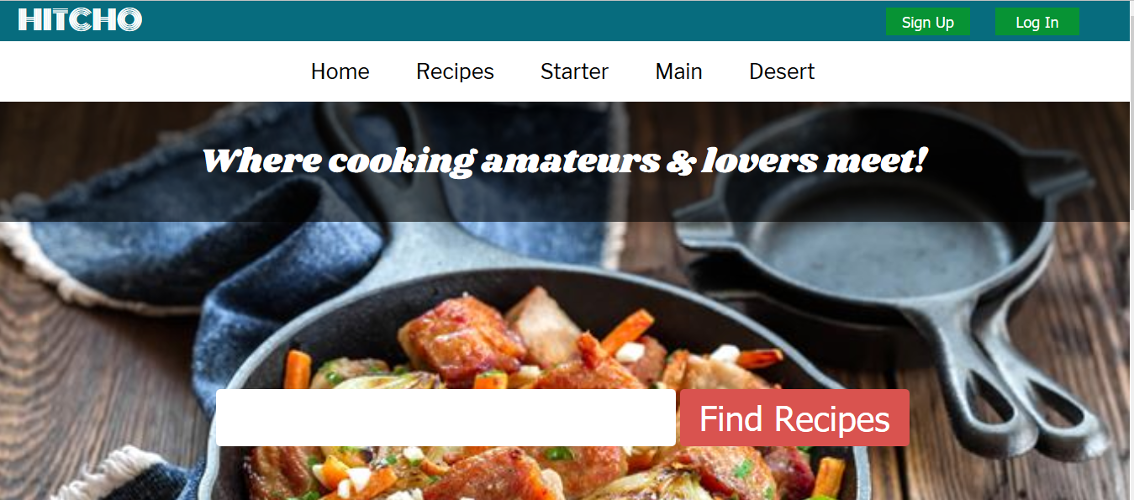 HITCHO
Sign Up Log In
Home Recipes Starter Main Desert
Where cooking amateurs & lovers meet!
Find Recipes